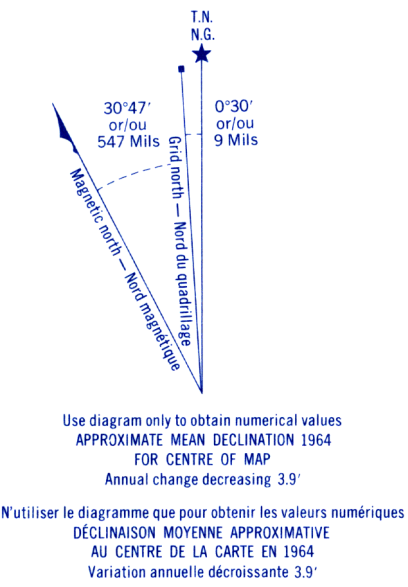 T.N.
N.G.
30°47′
or/ou
547 Mils
0°30′
or/ou
9 Mils
Grid north — Nord du quadrillage
Magnetic north — Nord magnétique
Use diagram only to obtain numerical values
APPROXIMATE MEAN DECLINATION 1964
FOR CENTRE OF MAP
Annual change decreasing 3.9′
N'utiliser le diagramme que pour obtenir les valeurs numériques
DÉCLINAISON MOYENNE APPROXIMATIVE
AU CENTRE DE LA CARTE EN 1964
Variation annuelle décroissante 3.9′